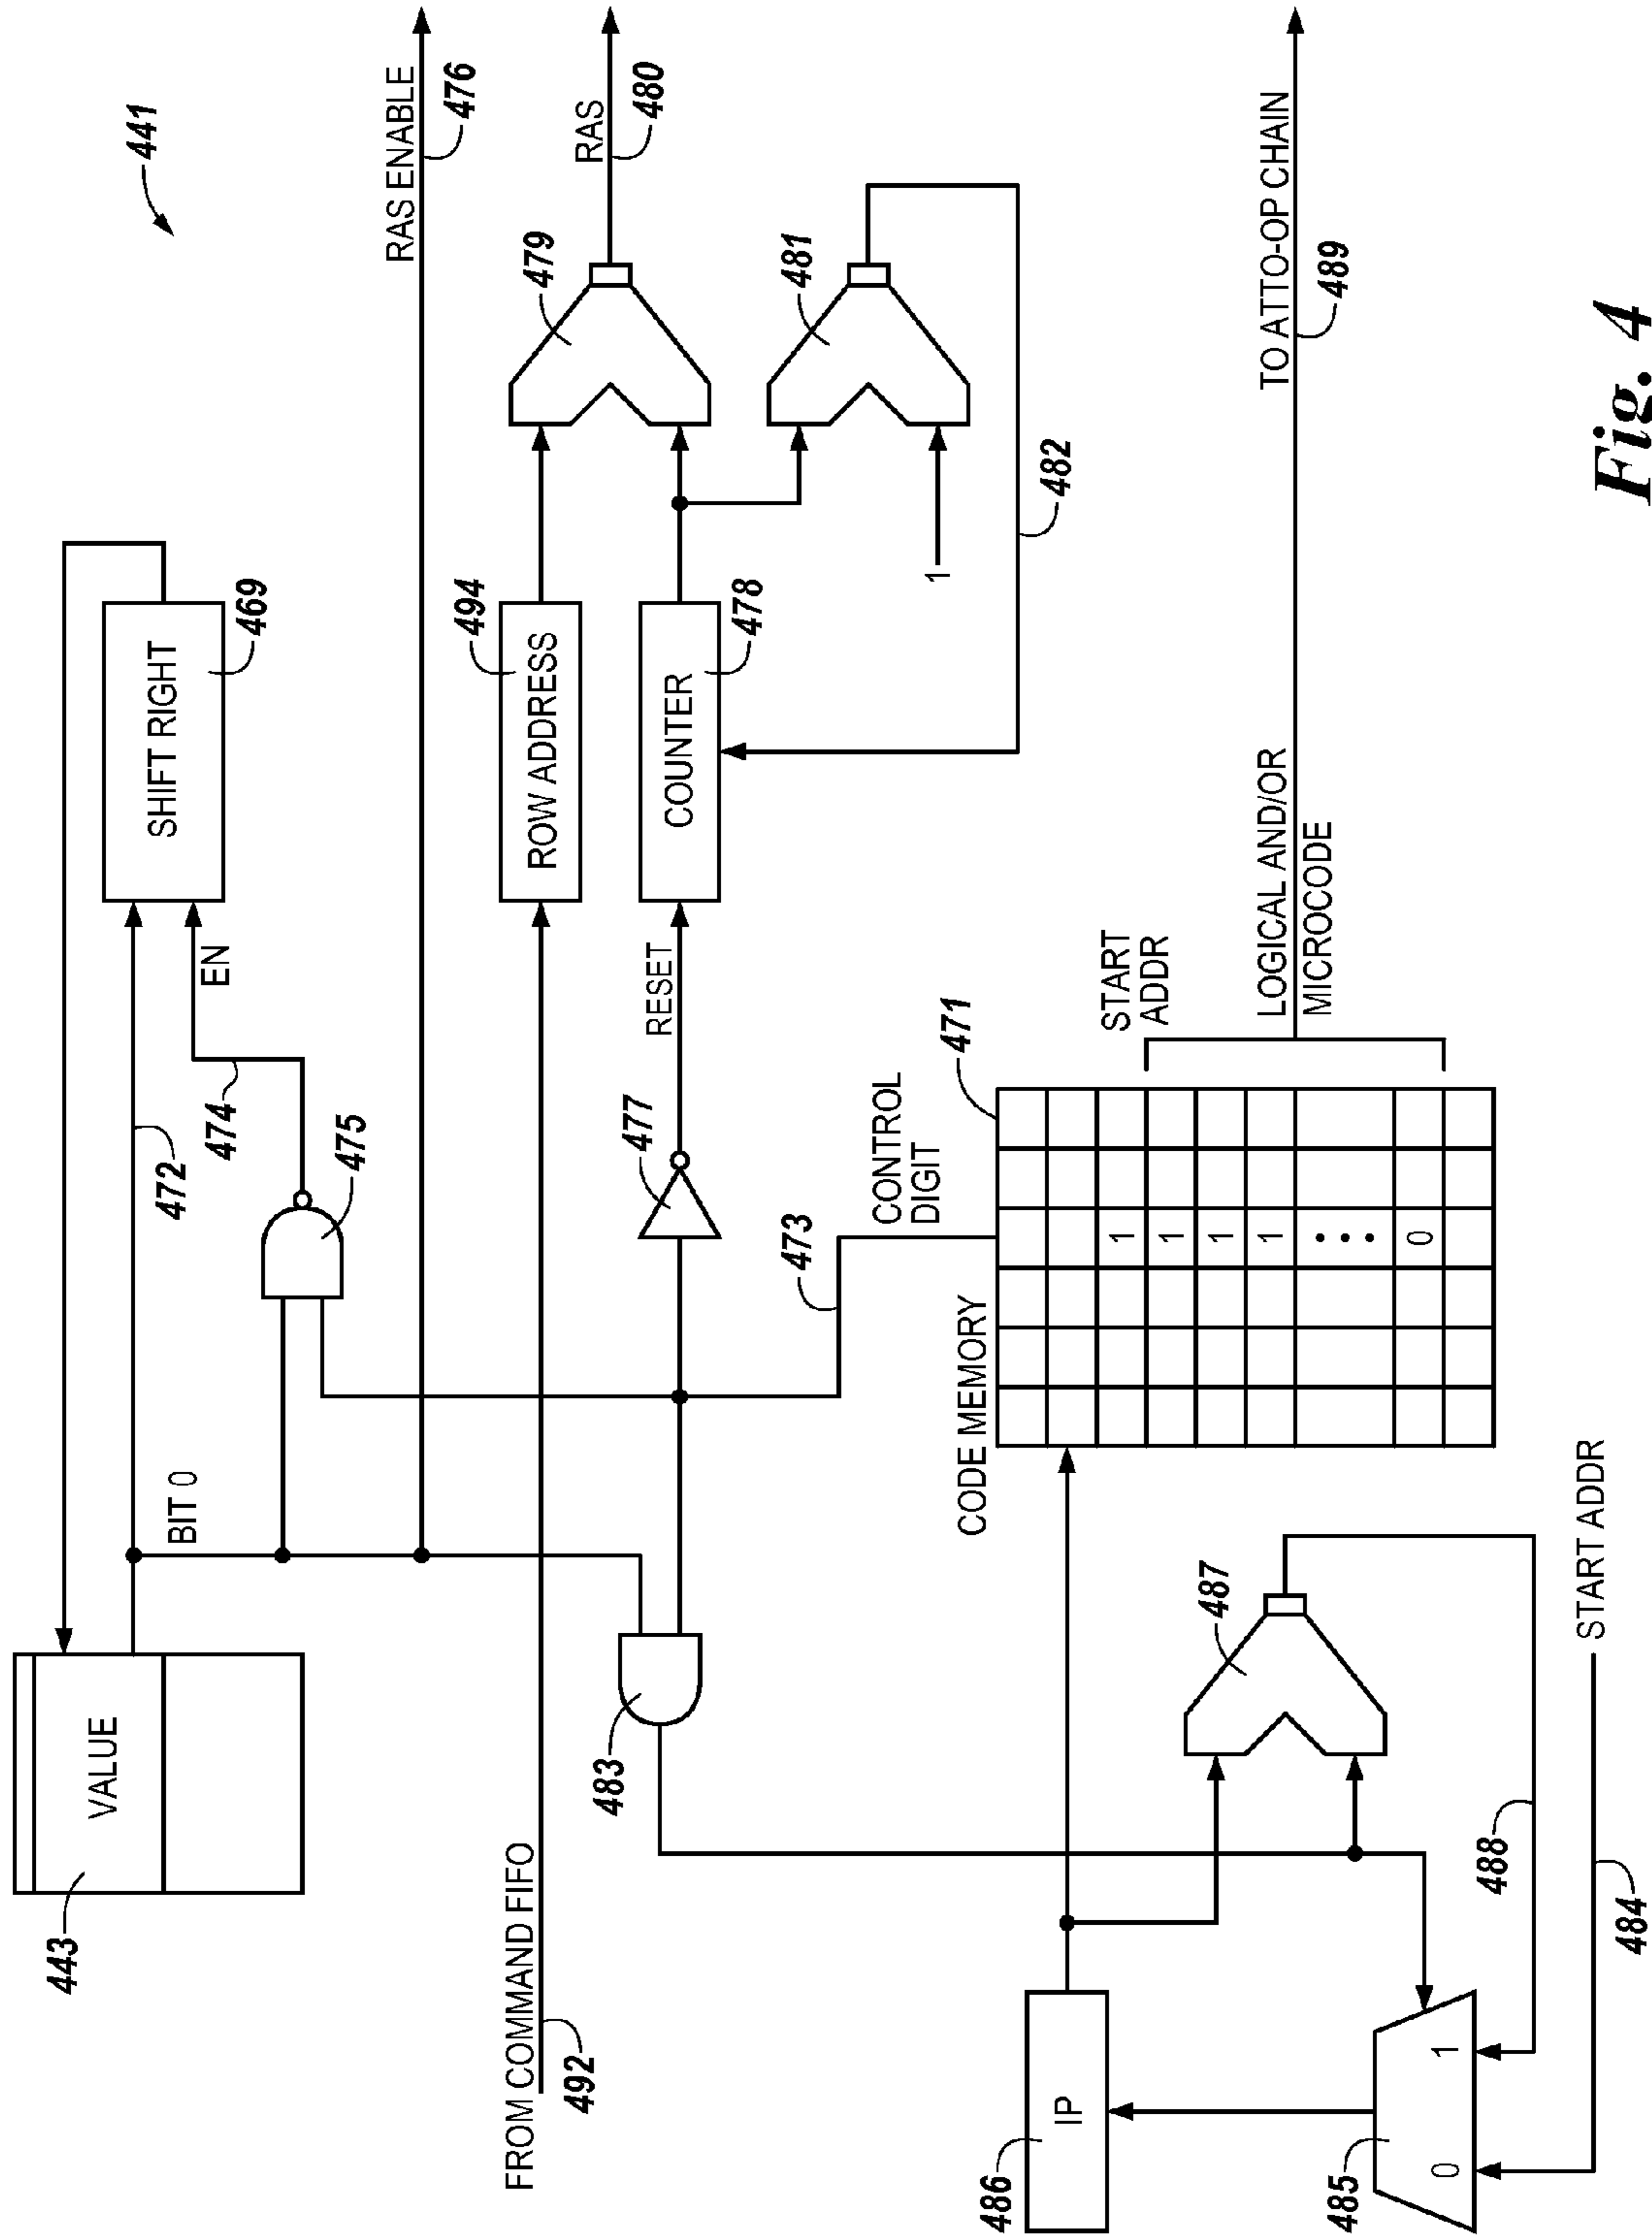 441
RAS ENABLE
476
RAS
480
479
481
482
1
TO ATTO-OP CHAIN
489
SHIFT RIGHT
469
EN
474
472
475
BIT 0
VALUE
443
ROW ADDRESS
494
COUNTER
478
RESET
477
FROM COMMAND FIFO
492
483
473
CONTROL
DIGIT
CODE MEMORY
471
START
ADDR
LOGICAL AND/OR
MICROCODE
1
1
1
1
0
IP
486
487
488
485
0
1
START ADDR
484
Fig. 4